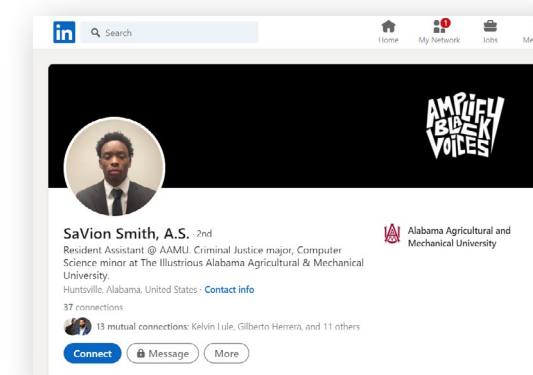 in
Search
1
Home
My Network
Jobs
Me
AMPLIFY
BLACK
VOICES
SaVion Smith, A.S. · 2nd
Resident Assistant @ AAMU. Criminal Justice major, Computer
Science minor at The Illustrious Alabama Agricultural & Mechanical
University.
Huntsville, Alabama, United States · Contact info
37 connections
13 mutual connections: Kelvin Lule, Gilberto Herrera, and 11 others
Connect
Message
More
Alabama Agricultural and
Mechanical University